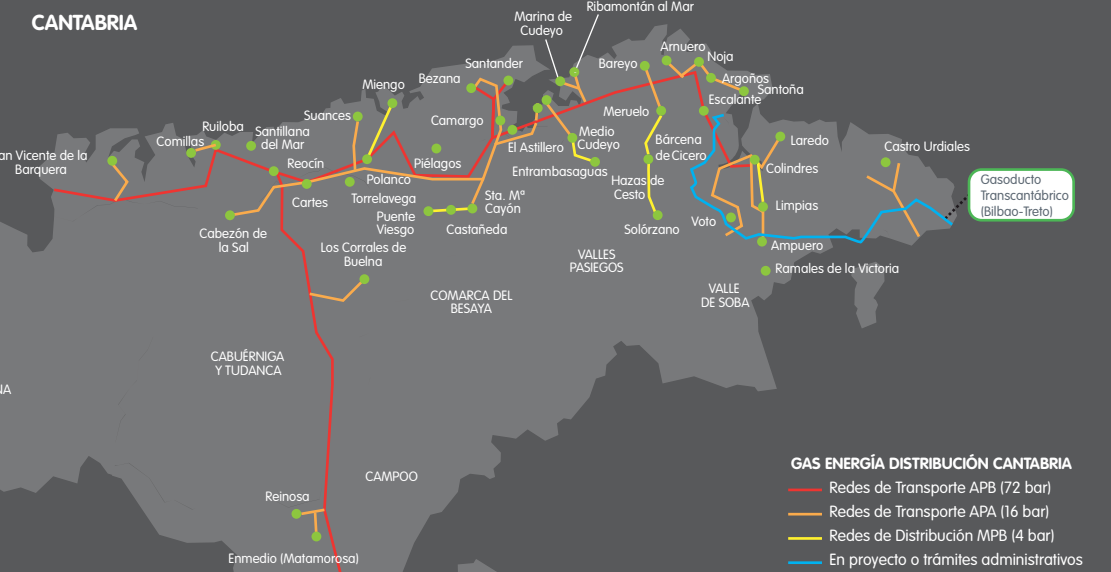 CANTABRIA
Marina de
Cudeyo
Ribamontán al Mar
Santander
Bezana
Miengo
Suances
Camargo
Bareyo
Arnuero
Noja
Argoños
Santoña
Escalante
Meruelo
Ruiloba
Comillas
Santillana
del Mar
an Vicente de la
Barquera
Reocín
Cartes
Piélagos
Polanco
Torrelavega
Puente
Viesgo
El Astillero
Medio
Cudeyo
Entrambasaguas
Sta. Mª
Cayón
Castañeda
Bárcena
de Cicero
Hazas de
Cesto
Solórzano
Laredo
Colindres
Limpias
Voto
Ampuero
Ramales de la Victoria
Castro Urdiales
Gasoducto
Transcantábrico
(Bilbao-Treto)
Cabezón de
la Sal
Los Corrales de
Buelna
VALLES
PASIEGOS
VALLE
DE SOBA
COMARCA DEL
BESAYA
CABUÉRNIGA
Y TUDANCA
NA
CAMPOO
Reinosa
Enmedio (Matamorosa)
GAS ENERGÍA DISTRIBUCIÓN CANTABRIA
Redes de Transporte APB (72 bar)
Redes de Transporte APA (16 bar)
Redes de Distribución MPB (4 bar)
En proyecto o trámites administrativos